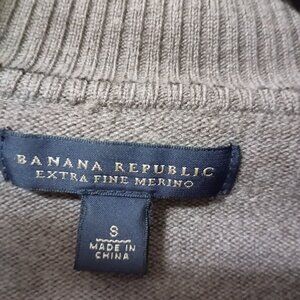 BANANA REPUBLIC
EXTRA FINE MERINO
S
MADE IN
CHINA